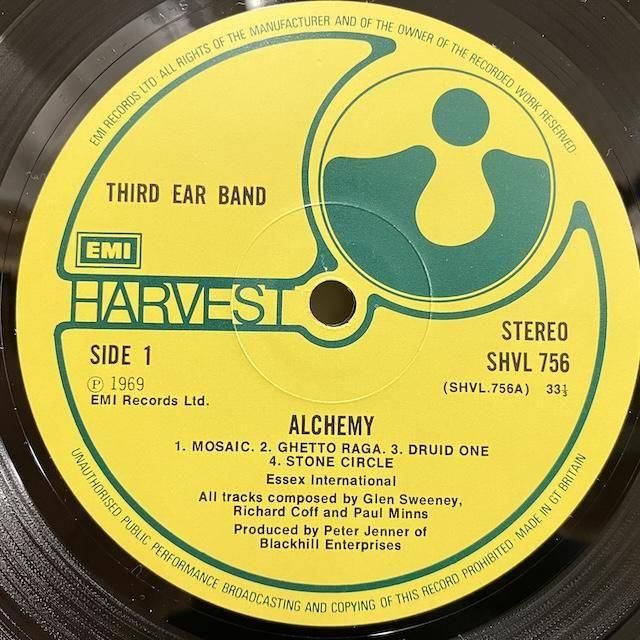 EMI RECORDS LTD· ALL RIGHTS OF THE MANUFACTURER AND OF THE OWNER OF THE RECORDED WORK RESERVED
THIRD EAR BAND
EMI
HARVEST
SIDE 1
℗ 1969
EMI Records Ltd.
STEREO
SHVL 756
(SHVL.756A) 33⅓
ALCHEMY
1. MOSAIC. 2. GHETTO RAGA. 3. DRUID ONE
4. STONE CIRCLE
Essex International
All tracks composed by Glen Sweeney,
Richard Coff and Paul Minns
Produced by Peter Jenner of
Blackhill Enterprises
UNAUTHORISED PUBLIC PERFORMANCE BROADCASTING AND COPYING OF THIS RECORD PROHIBITED · MADE IN GT BRITAIN